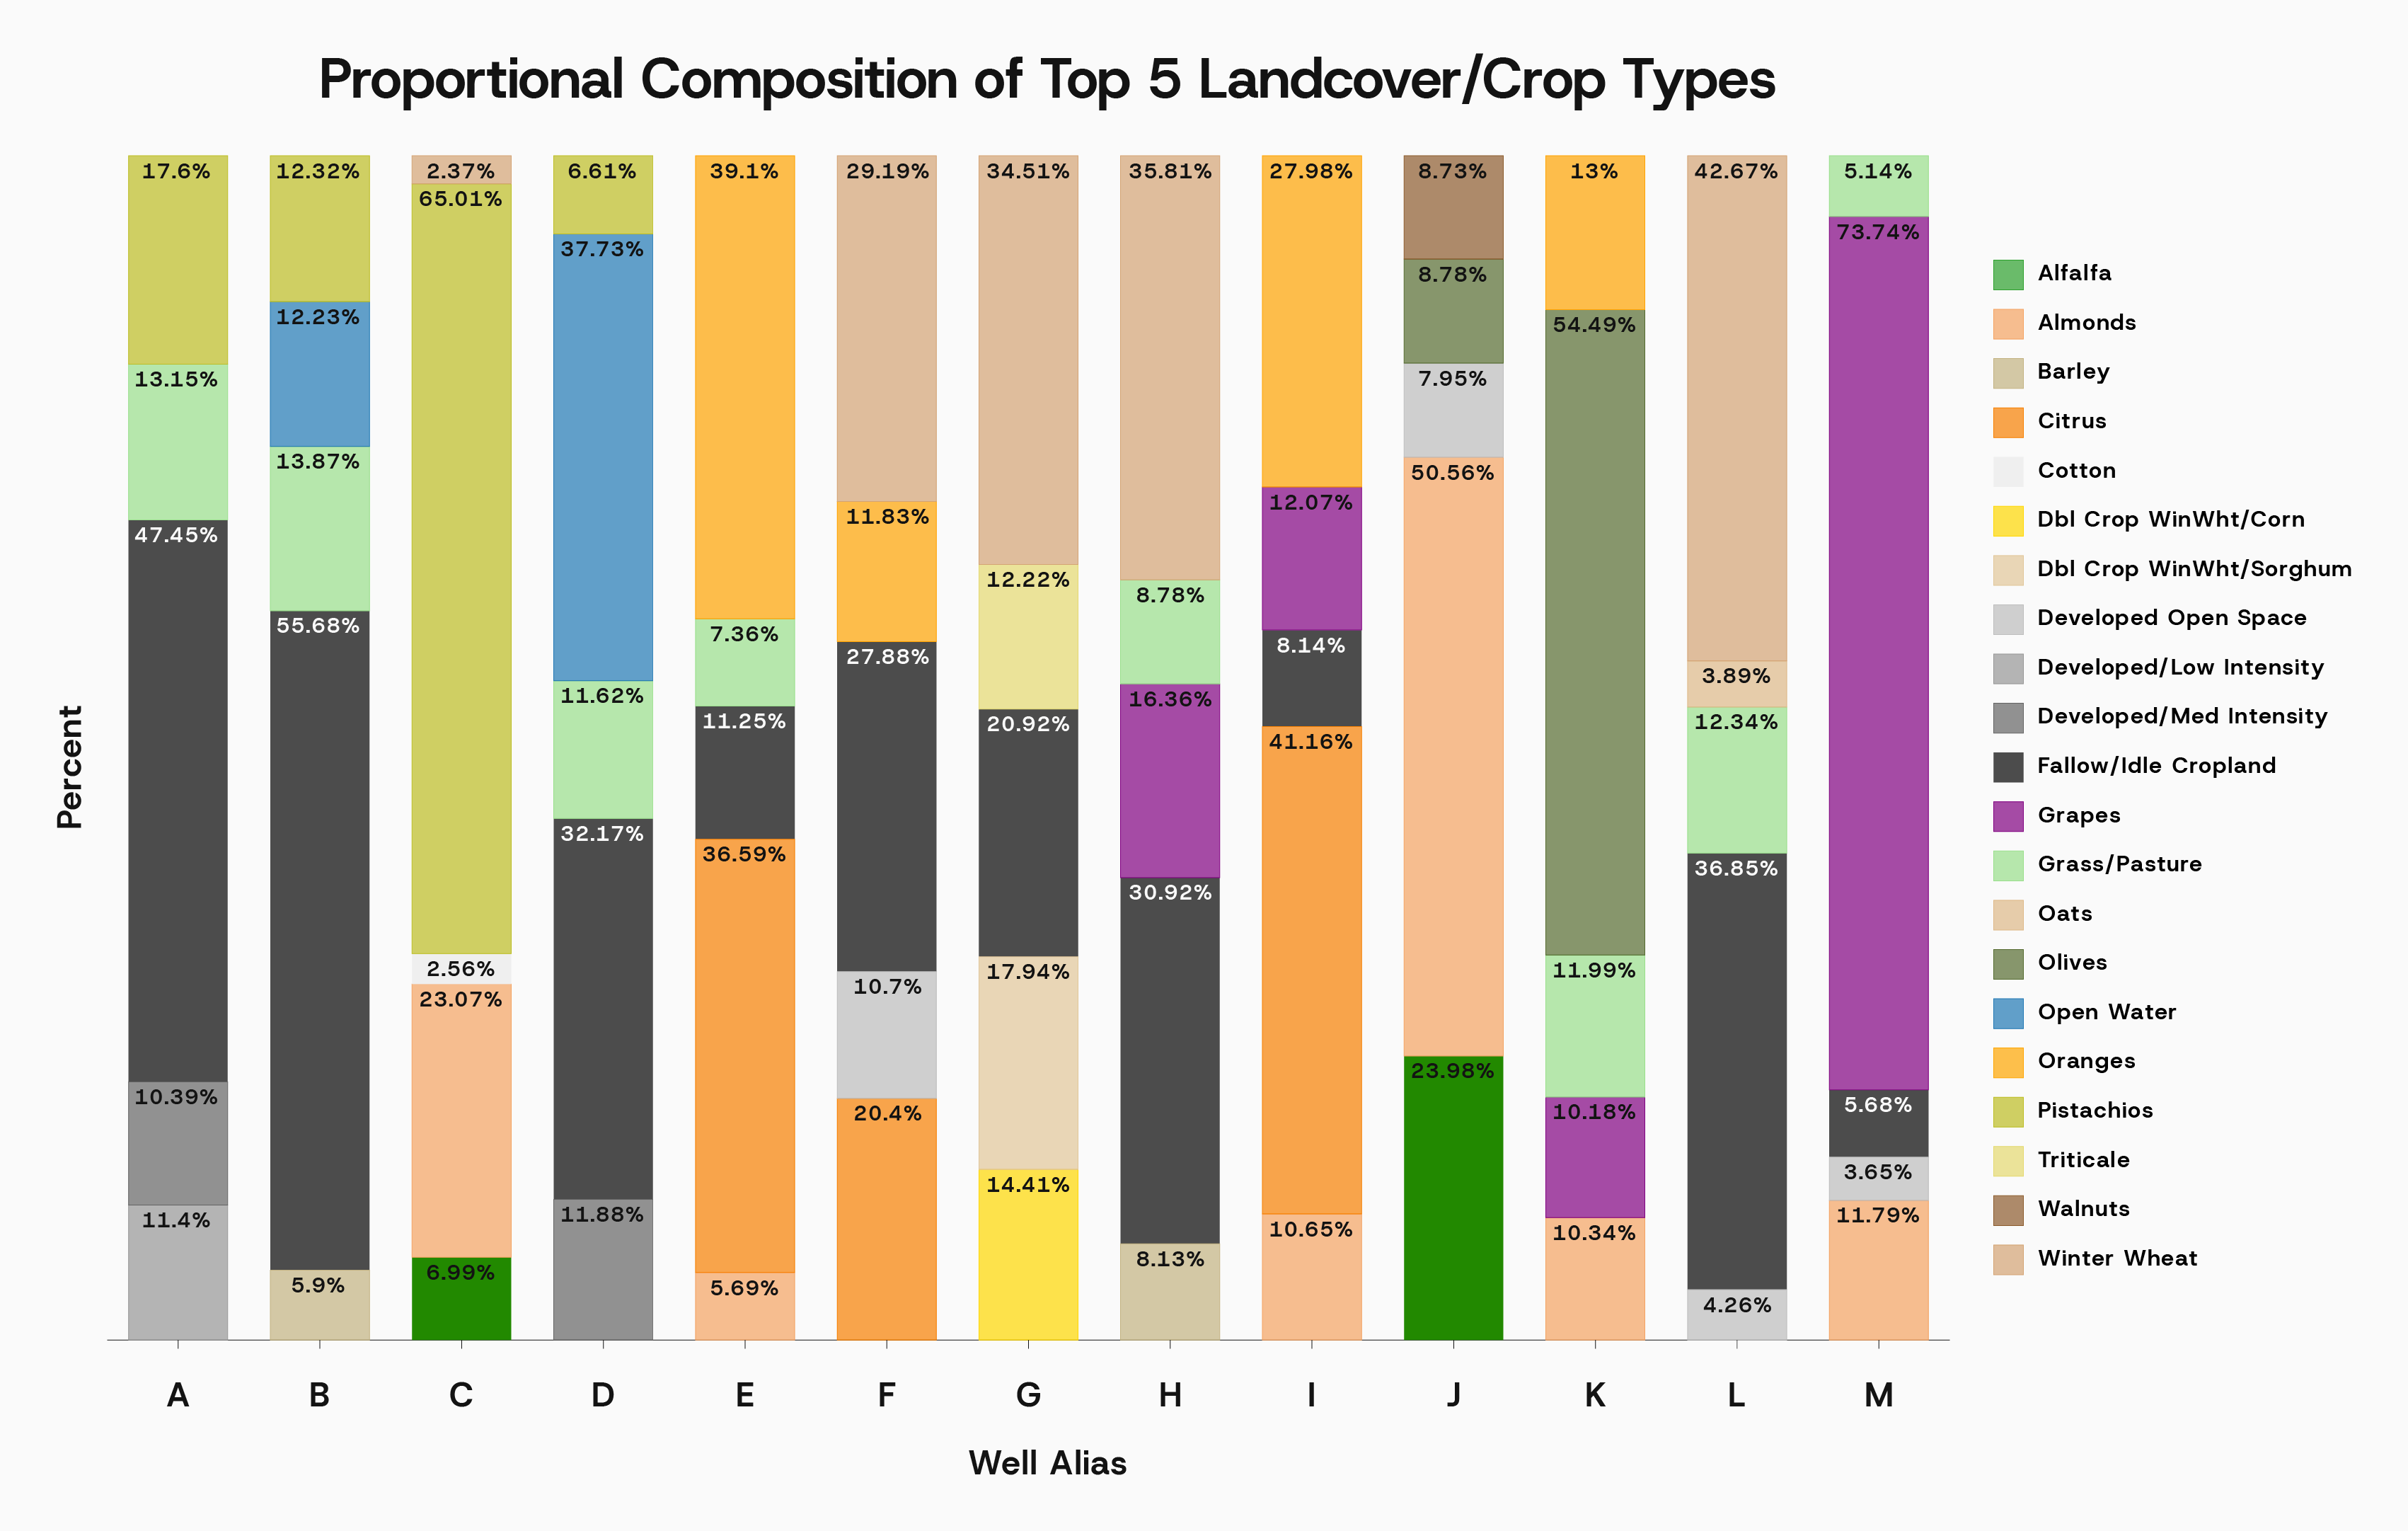 Proportional Composition of Top 5 Landcover/Crop Types
Percent
17.6%
13.15%
47.45%
10.39%
11.4%
12.32%
12.23%
13.87%
55.68%
5.9%
2.37%
65.01%
2.56%
23.07%
6.99%
6.61%
37.73%
11.62%
32.17%
11.88%
39.1%
7.36%
11.25%
36.59%
5.69%
29.19%
11.83%
27.88%
10.7%
20.4%
34.51%
12.22%
20.92%
17.94%
14.41%
35.81%
8.78%
16.36%
30.92%
8.13%
27.98%
12.07%
8.14%
41.16%
10.65%
8.73%
8.78%
7.95%
50.56%
23.98%
13%
54.49%
11.99%
10.18%
10.34%
42.67%
3.89%
12.34%
36.85%
4.26%
5.14%
73.74%
5.68%
3.65%
11.79%
A B C D E F G H I J K L M
Well Alias
Alfalfa
Almonds
Barley
Citrus
Cotton
Dbl Crop WinWht/Corn
Dbl Crop WinWht/Sorghum
Developed Open Space
Developed/Low Intensity
Developed/Med Intensity
Fallow/Idle Cropland
Grapes
Grass/Pasture
Oats
Olives
Open Water
Oranges
Pistachios
Triticale
Walnuts
Winter Wheat